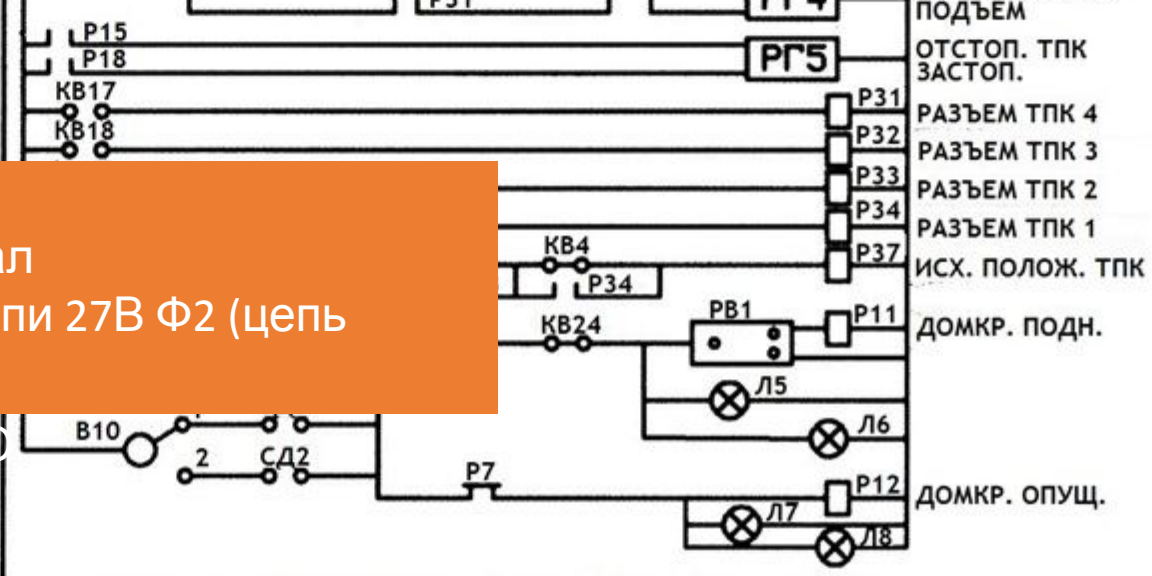 ПОДЪЕМ
Р15
Р18
РГ5
ОТСТОП. ТПК
ЗАСТОП.
КВ17
Р31
РАЗЪЕМ ТПК 4
КВ18
Р32
РАЗЪЕМ ТПК 3
Р33
РАЗЪЕМ ТПК 2
Р34
РАЗЪЕМ ТПК 1
ал
КВ4
Р37
ИСХ. ПОЛОЖ. ТПК
Р34
пи 27В Ф2 (цепь
КВ24
РВ1
Р11
ДОМКР. ПОДН.
Л5
В10
Л6
2
СД2
Р7
Р12
ДОМКР. ОПУЩ.
Л7
Л8